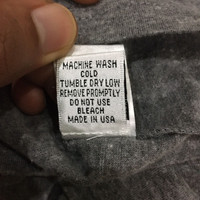 MACHINE WASH
COLD
TUMBLE DRY LOW
REMOVE PROMPTLY
DO NOT USE
BLEACH
MADE IN USA